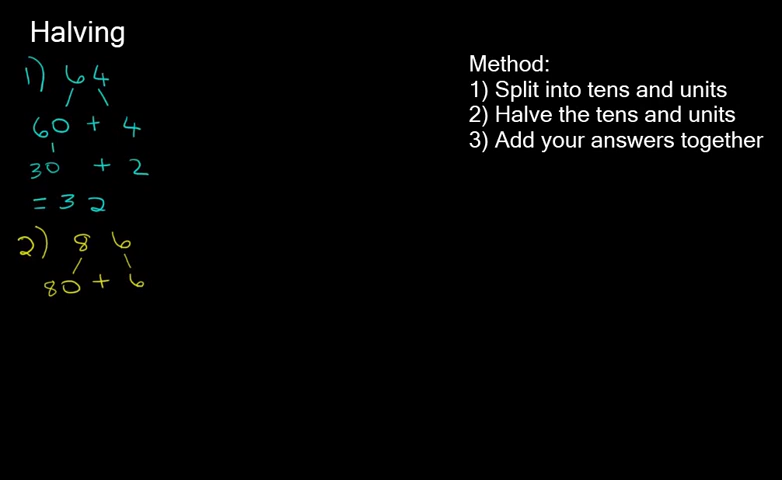 Halving
1) 64
60 + 4
30 + 2
= 32
2) 86
80 + 6
Method:
1) Split into tens and units
2) Halve the tens and units
3) Add your answers together